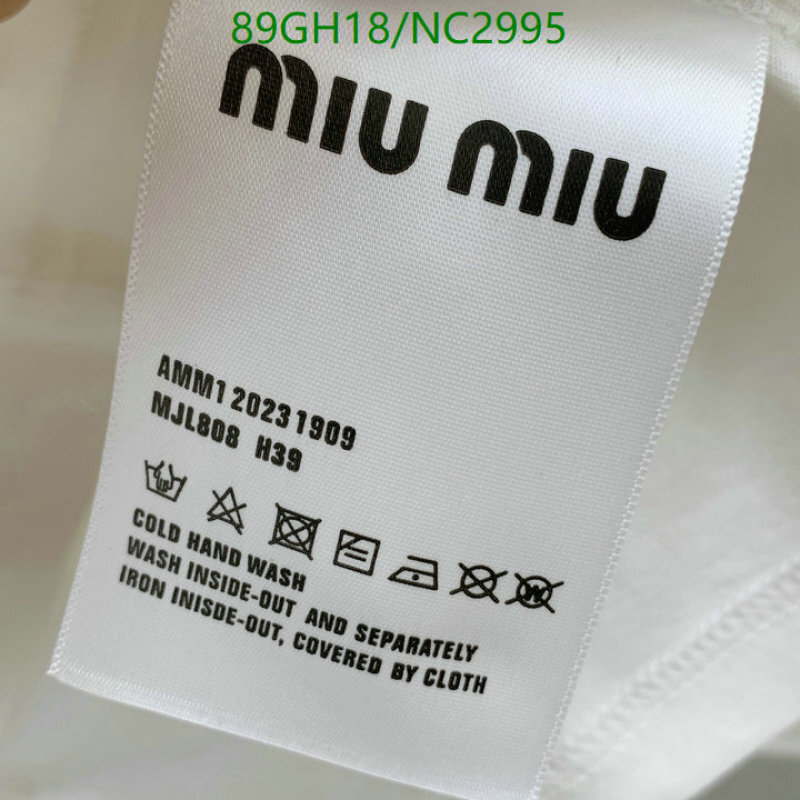 89GH18/NC2995
MIU MIU
AMM120231909
MJL808 H39
COLD HAND WASH
WASH INSIDE-OUT AND SEPARATELY
IRON INISDE-OUT, COVERED BY CLOTH